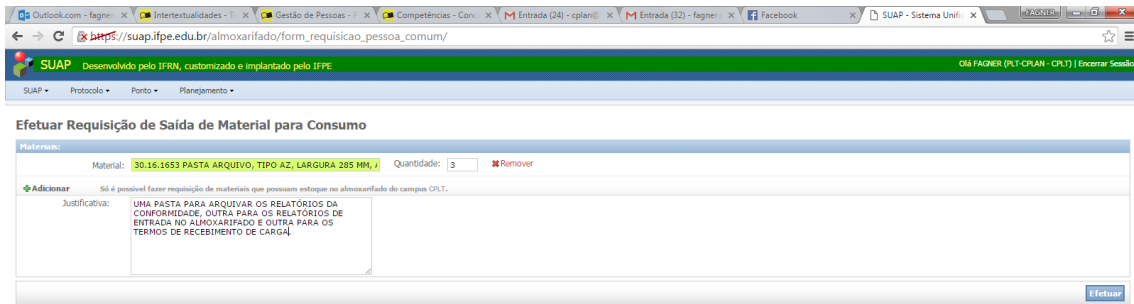 Outlook.com - fagner
Intertextualidades - T
Gestão de Pessoas - P
Competências - Conc
Entrada (24) - cplan@
Entrada (32) - fagner.
Facebook
SUAP - Sistema Unific
FAGNER
https://suap.ifpe.edu.br/almoxarifado/form_requisicao_pessoa_comum/
SUAP Desenvolvido pelo IFRN, customizado e implantado pelo IFPE
Olá FAGNER (PLT-CPLAN - CPLT) | Encerrar Sessão
SUAP Protocolo Ponto Planejamento
Efetuar Requisição de Saída de Material para Consumo
Materiais:
Material: 30.16.1653 PASTA ARQUIVO, TIPO AZ, LARGURA 285 MM, Quantidade: 3 Remover
Adicionar Só é possível fazer requisição de materiais que possuam estoque no almoxarifado do campus CPLT.
Justificativa:
UMA PASTA PARA ARQUIVAR OS RELATÓRIOS DA
CONFORMIDADE, OUTRA PARA OS RELATÓRIOS DE
ENTRADA NO ALMOXARIFADO E OUTRA PARA OS
TERMOS DE RECEBIMENTO DE CARGA.
Efetuar